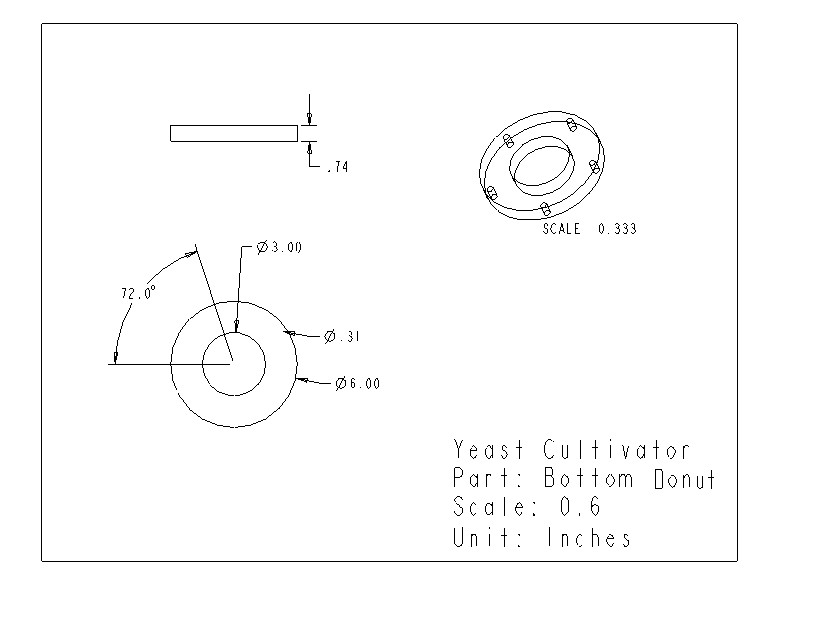 .74
SCALE 0.333
Ø3.00
72.0°
Ø.31
Ø6.00
Yeast Cultivator
Part: Bottom Donut
Scale: 0.6
Unit: Inches